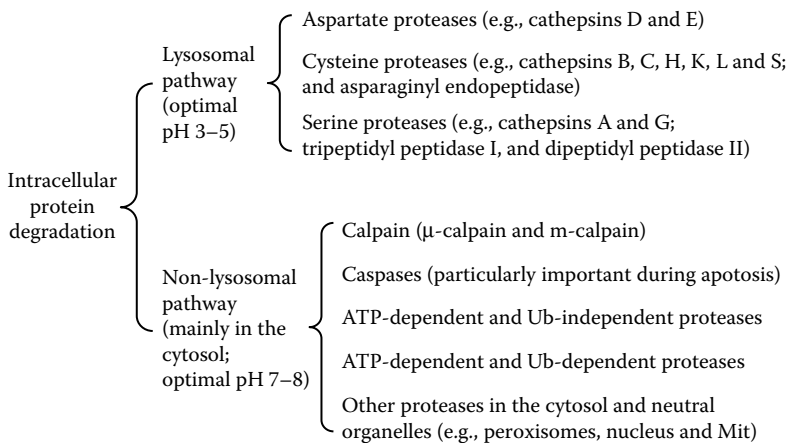 Intracellular
protein
degradation
Lysosomal
pathway
(optimal
pH 3–5)
Aspartate proteases (e.g., cathepsins D and E)
Cysteine proteases (e.g., cathepsins B, C, H, K, L and S;
and asparaginyl endopeptidase)
Serine proteases (e.g., cathepsins A and G;
tripeptidyl peptidase I, and dipeptidyl peptidase II)
Non-lysosomal
pathway
(mainly in the
cytosol;
optimal pH 7–8)
Calpain (μ-calpain and m-calpain)
Caspases (particularly important during apotosis)
ATP-dependent and Ub-independent proteases
ATP-dependent and Ub-dependent proteases
Other proteases in the cytosol and neutral
organelles (e.g., peroxisomes, nucleus and Mit)